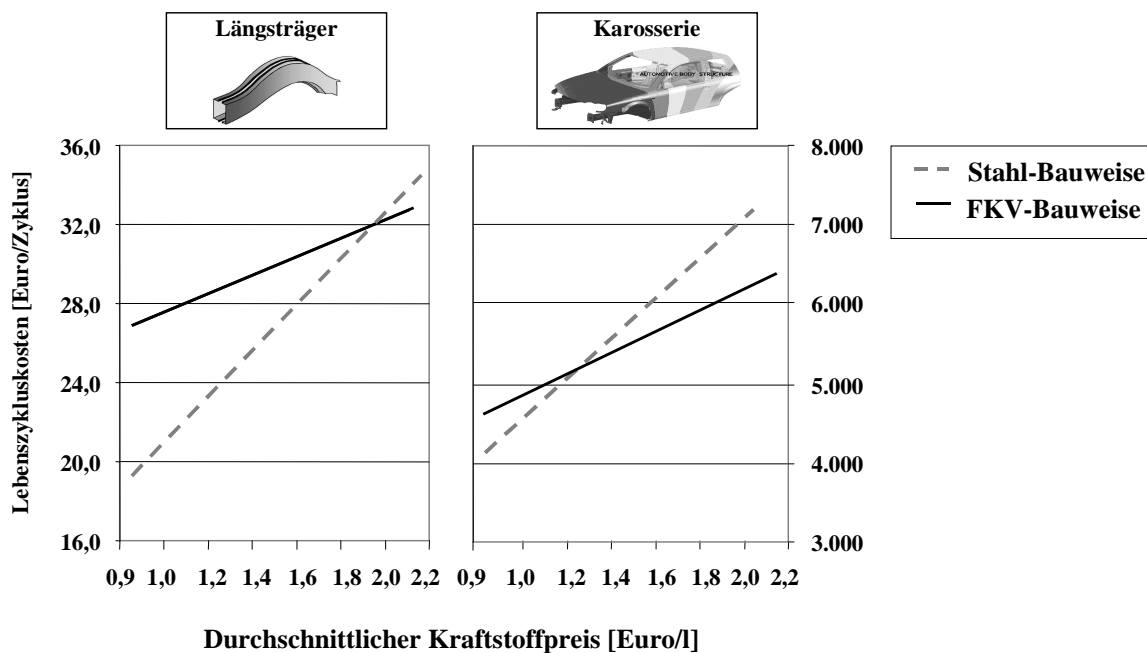 Längsträger
Karosserie
AUTOMOTIVE BODY STRUCTURE
Lebenszykluskosten [Euro/Zyklus]
36,0
32,0
28,0
24,0
20,0
16,0
0,9 1,0 1,2 1,4 1,6 1,8 2,0 2,2
8.000
7.000
6.000
5.000
4.000
3.000
0,9 1,0 1,2 1,4 1,6 1,8 2,0 2,2
Stahl-Bauweise
FKV-Bauweise
Durchschnittlicher Kraftstoffpreis [Euro/l]